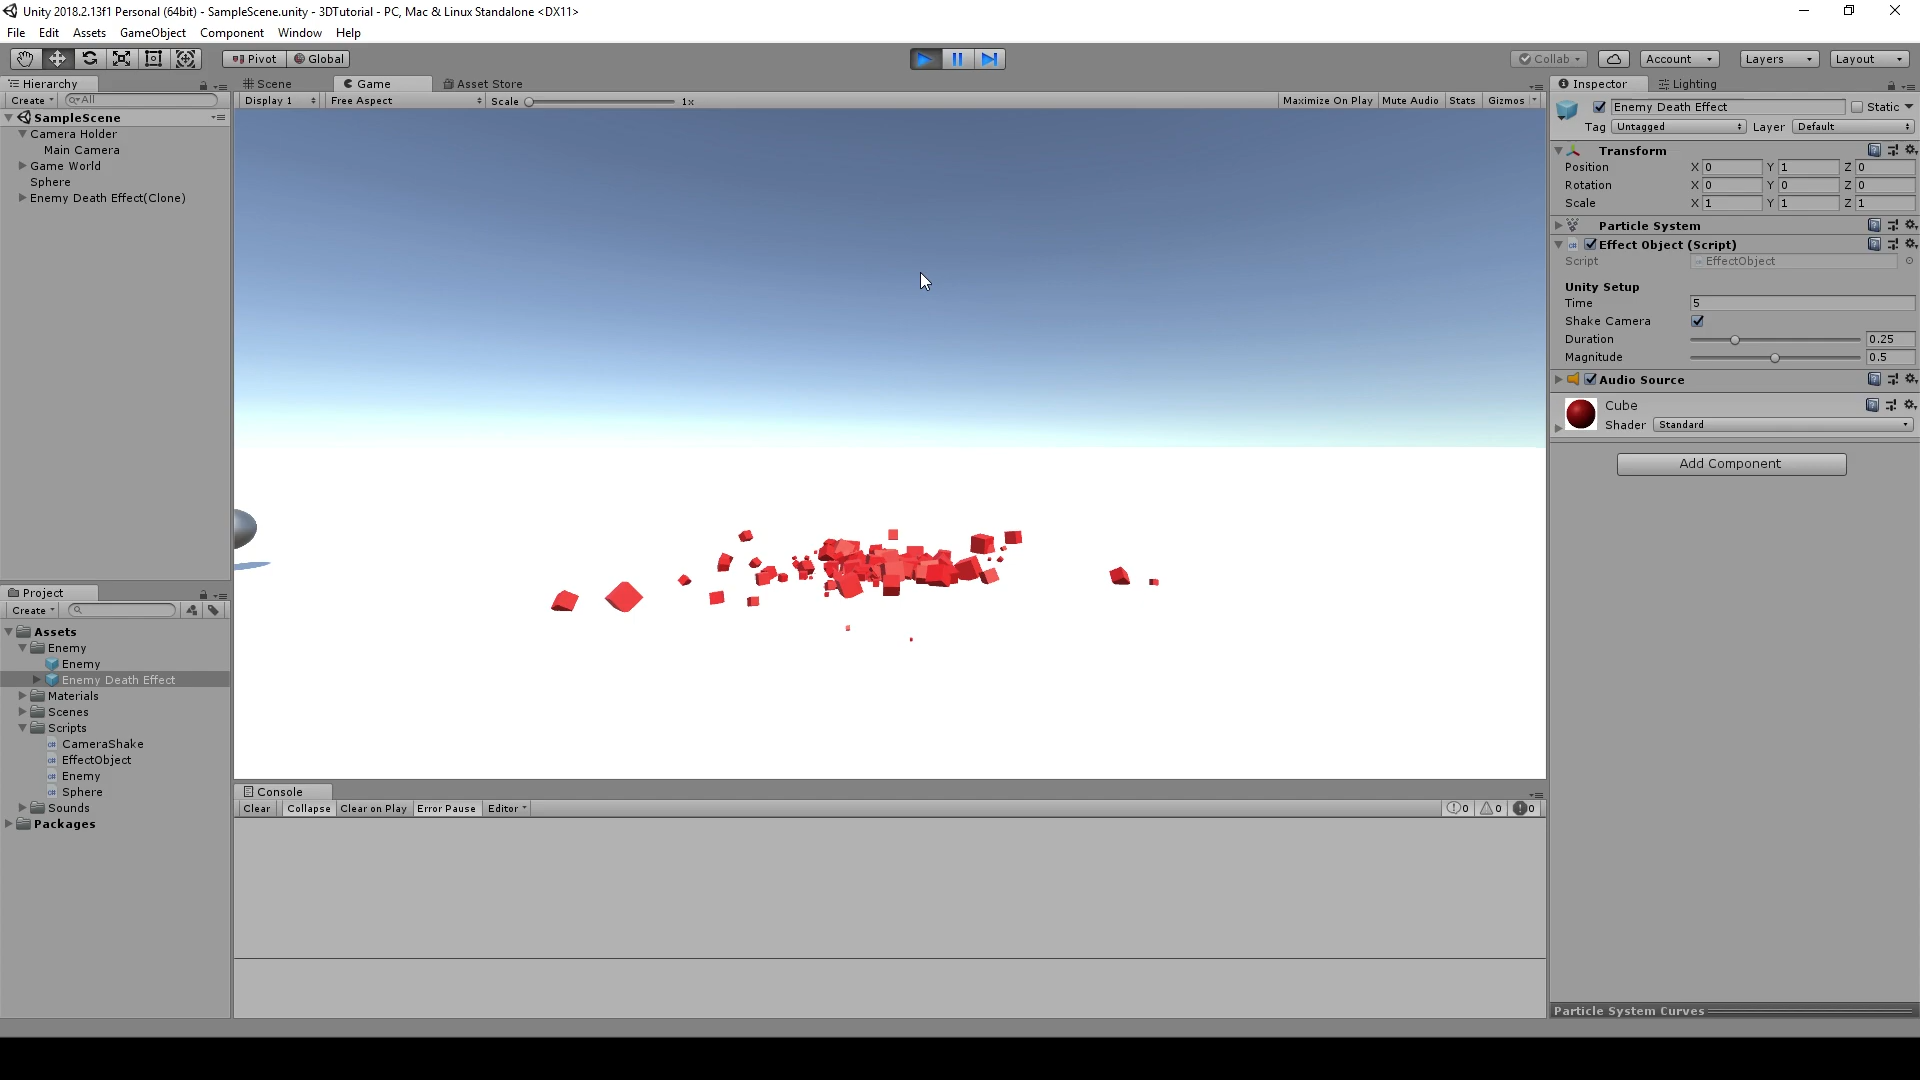 Unity 2018.2.13f1 Personal (64bit) - SampleScene.unity - 3DTutorial - PC, Mac & Linux Standalone <DX11>
File Edit Assets GameObject Component Window Help
Pivot Global Collab Account Layers Layout
Hierarchy
Create All
SampleScene
Camera Holder
Main Camera
Game World
Sphere
Enemy Death Effect(Clone)
Scene Game Asset Store
Display 1 Free Aspect Scale 1x Maximize On Play Mute Audio Stats Gizmos
Inspector Lighting
Enemy Death Effect Static
Tag Untagged Layer Default
Transform
Position X 0 Y 1 Z 0
Rotation X 0 Y 0 Z 0
Scale X 1 Y 1 Z 1
Particle System
Effect Object (Script)
Script EffectObject
Unity Setup
Time 5
Shake Camera
Duration 0.25
Magnitude 0.5
Audio Source
Cube
Shader Standard
Add Component
Particle System Curves
Project
Create
Assets
Enemy
Enemy
Enemy Death Effect
Materials
Scenes
Scripts
CameraShake
EffectObject
Enemy
Sphere
Sounds
Packages
Console
Clear Collapse Clear on Play Error Pause Editor 0 0 0